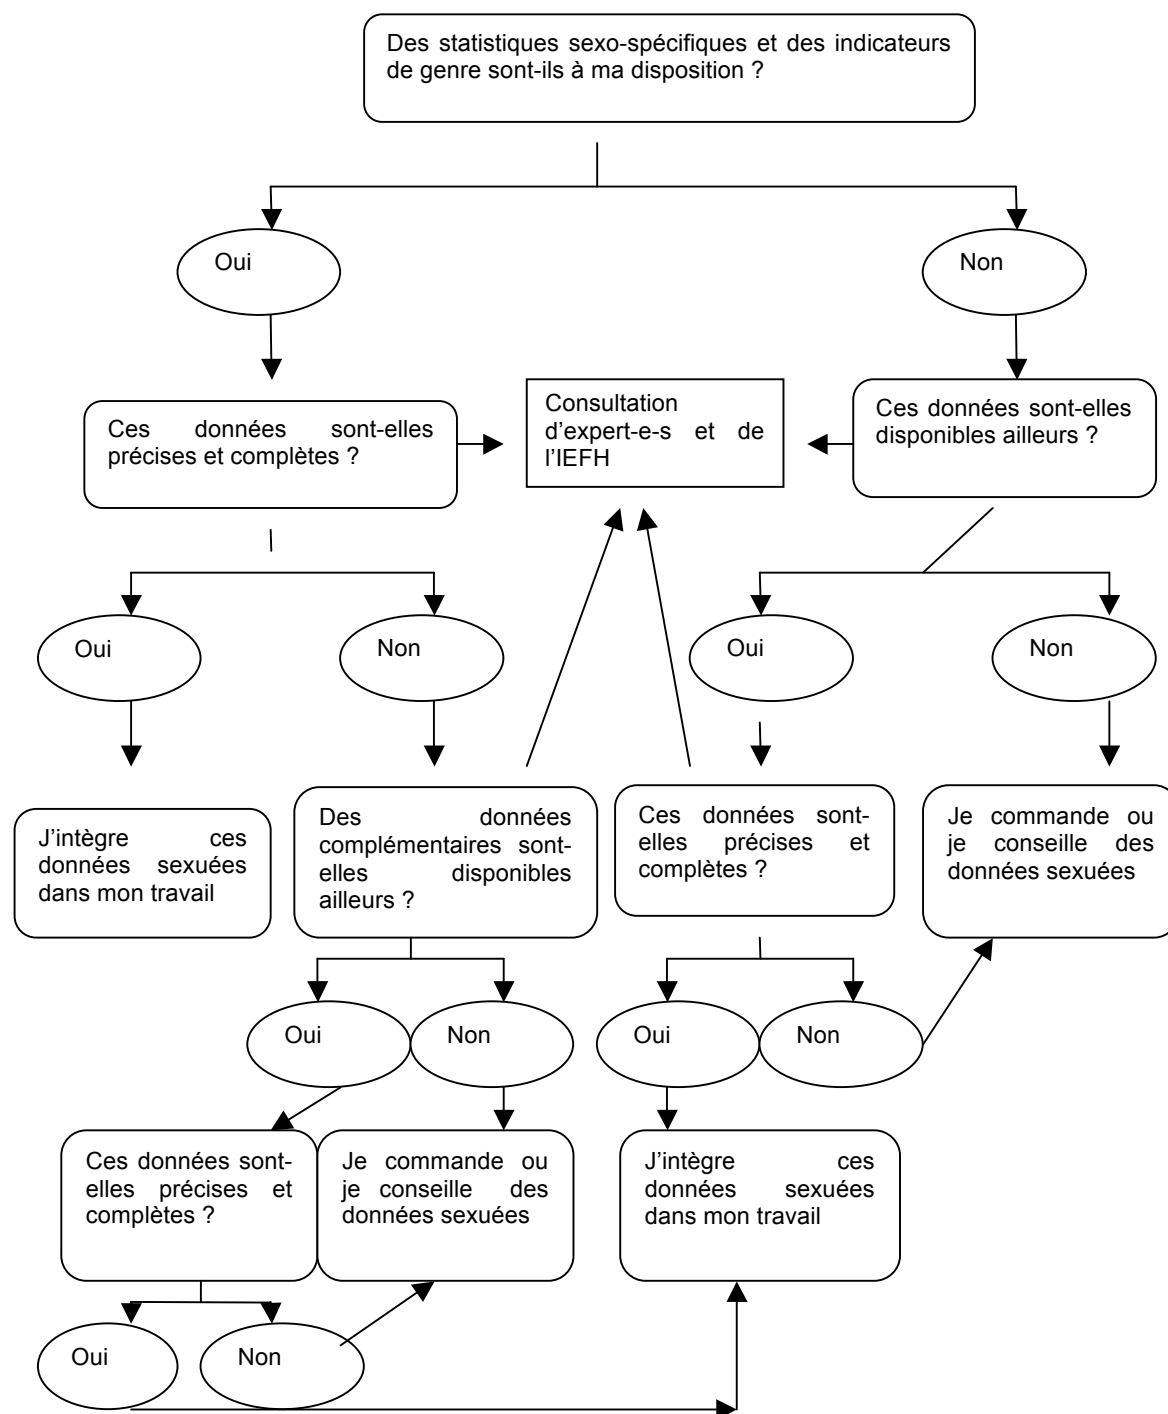 Des statistiques sexo-spécifiques et des indicateurs
de genre sont-ils à ma disposition ?
Oui
Non
Ces données sont-elles
précises et complètes ?
Consultation
d'expert-e-s et de
l'IEFH
Ces données sont-elles
disponibles ailleurs ?
Oui
Non
Oui
Non
J'intègre ces
données sexuées
dans mon travail
Des données
complémentaires sont-
elles disponibles
ailleurs ?
Ces données sont-
elles précises et
complètes ?
Je commande ou
je conseille des
données sexuées
Oui
Non
Oui
Non
Ces données sont-
elles précises et
complètes ?
Je commande ou
je conseille des
données sexuées
J'intègre ces
données sexuées
dans mon travail
Oui
Non